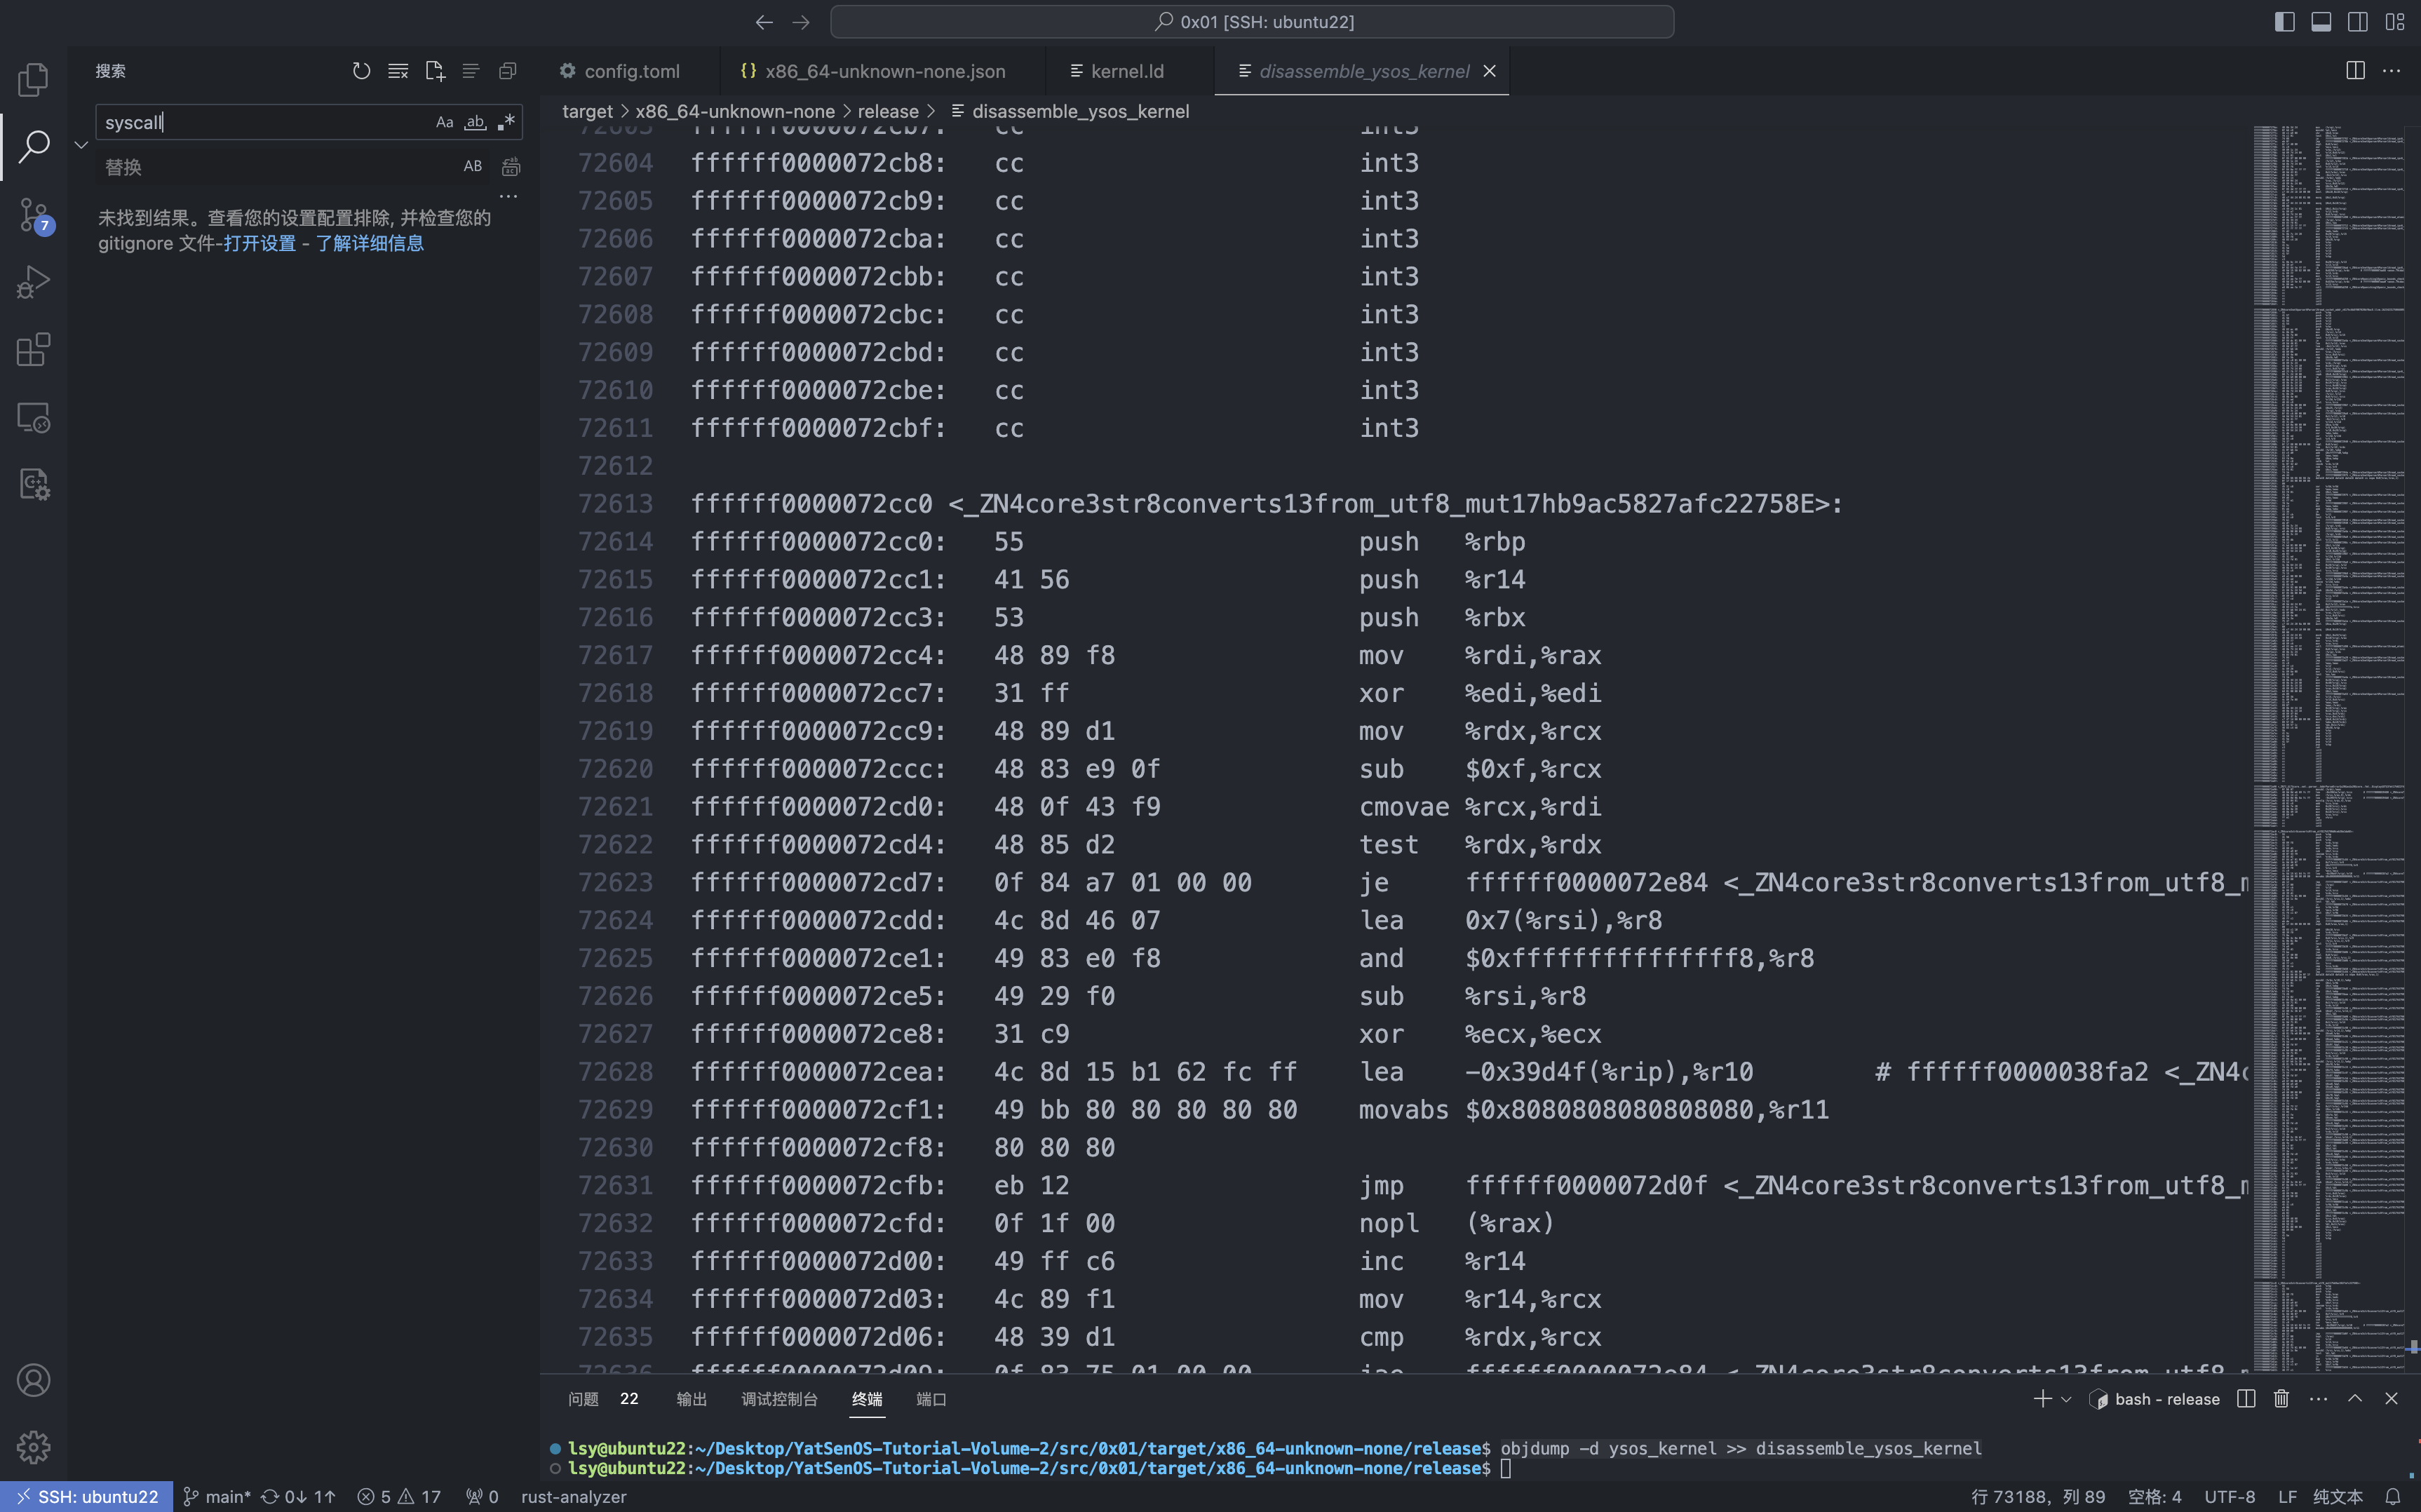 0x01 [SSH: ubuntu22]
搜索
syscall
Aa
ab
替换
AB
未找到结果。查看您的设置配置排除, 并检查您的
gitignore 文件-打开设置 - 了解详细信息
7
config.toml
{} x86_64-unknown-none.json
kernel.ld
disassemble_ysos_kernel
target > x86_64-unknown-none > release > disassemble_ysos_kernel
72603 ffffff0000072cb7: cc int3
72604 ffffff0000072cb8: cc int3
72605 ffffff0000072cb9: cc int3
72606 ffffff0000072cba: cc int3
72607 ffffff0000072cbb: cc int3
72608 ffffff0000072cbc: cc int3
72609 ffffff0000072cbd: cc int3
72610 ffffff0000072cbe: cc int3
72611 ffffff0000072cbf: cc int3
72612
72613 ffffff0000072cc0 <_ZN4core3str8converts13from_utf8_mut17hb9ac5827afc22758E>:
72614 ffffff0000072cc0: 55 push %rbp
72615 ffffff0000072cc1: 41 56 push %r14
72616 ffffff0000072cc3: 53 push %rbx
72617 ffffff0000072cc4: 48 89 f8 mov %rdi,%rax
72618 ffffff0000072cc7: 31 ff xor %edi,%edi
72619 ffffff0000072cc9: 48 89 d1 mov %rdx,%rcx
72620 ffffff0000072ccc: 48 83 e9 0f sub $0xf,%rcx
72621 ffffff0000072cd0: 48 0f 43 f9 cmovae %rcx,%rdi
72622 ffffff0000072cd4: 48 85 d2 test %rdx,%rdx
72623 ffffff0000072cd7: 0f 84 a7 01 00 00 je ffffff0000072e84 <_ZN4core3str8converts13from_utf8_m
72624 ffffff0000072cdd: 4c 8d 46 07 lea 0x7(%rsi),%r8
72625 ffffff0000072ce1: 49 83 e0 f8 and $0xfffffffffffffff8,%r8
72626 ffffff0000072ce5: 49 29 f0 sub %rsi,%r8
72627 ffffff0000072ce8: 31 c9 xor %ecx,%ecx
72628 ffffff0000072cea: 4c 8d 15 b1 62 fc ff lea -0x39d4f(%rip),%r10 # ffffff0000038fa2 <_ZN4c
72629 ffffff0000072cf1: 49 bb 80 80 80 80 80 movabs $0x8080808080808080,%r11
72630 ffffff0000072cf8: 80 80 80
72631 ffffff0000072cfb: eb 12 jmp ffffff0000072d0f <_ZN4core3str8converts13from_utf8_m
72632 ffffff0000072cfd: 0f 1f 00 nopl (%rax)
72633 ffffff0000072d00: 49 ff c6 inc %r14
72634 ffffff0000072d03: 4c 89 f1 mov %r14,%rcx
72635 ffffff0000072d06: 48 39 d1 cmp %rdx,%rcx
72636 ffffff0000072d09: 0f 83 75 01 00 00 jae ffffff0000072e84 <_ZN4core3str8converts13from_utf8_m
问题 22 输出 调试控制台 终端 端口
bash - release
lsy@ubuntu22:~/Desktop/YatSenOS-Tutorial-Volume-2/src/0x01/target/x86_64-unknown-none/release$ objdump -d ysos_kernel >> disassemble_ysos_kernel
lsy@ubuntu22:~/Desktop/YatSenOS-Tutorial-Volume-2/src/0x01/target/x86_64-unknown-none/release$
SSH: ubuntu22 main* 0↓ 1↑ 5 17 0 rust-analyzer
行 73188, 列 89 空格: 4 UTF-8 LF 纯文本